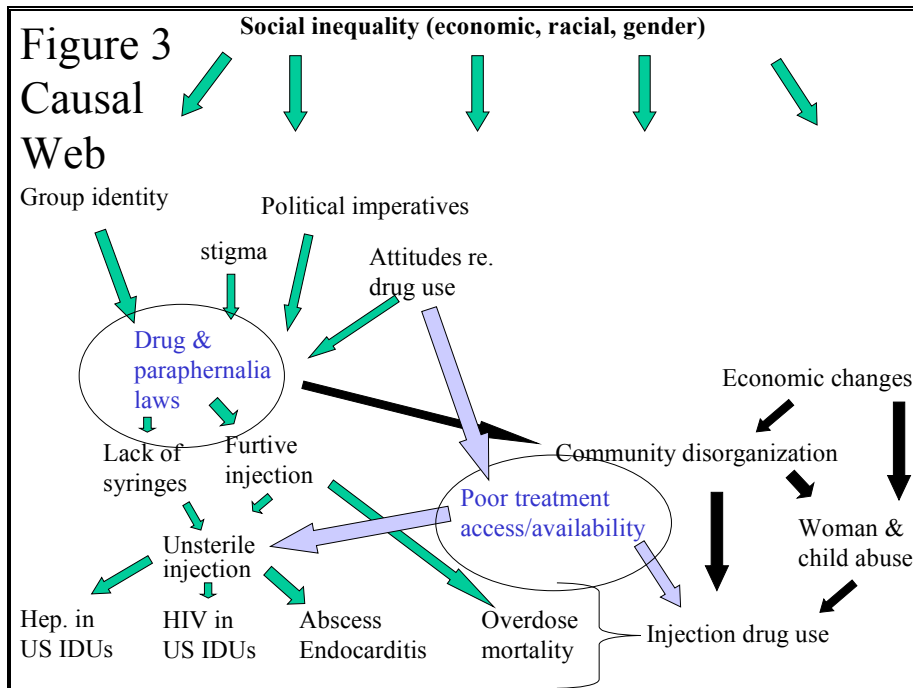 Social inequality (economic, racial, gender)
Figure 3
Causal
Web
Group identity
Political imperatives
stigma
Attitudes re.
drug use
Drug &
paraphernalia
laws
Economic changes
Lack of
syringes
Furtive
injection
Community disorganization
Poor treatment
access/availability
Woman &
child abuse
Unsterile
injection
Hep. in
US IDUs
HIV in
US IDUs
Abscess
Endocarditis
Overdose
mortality
Injection drug use